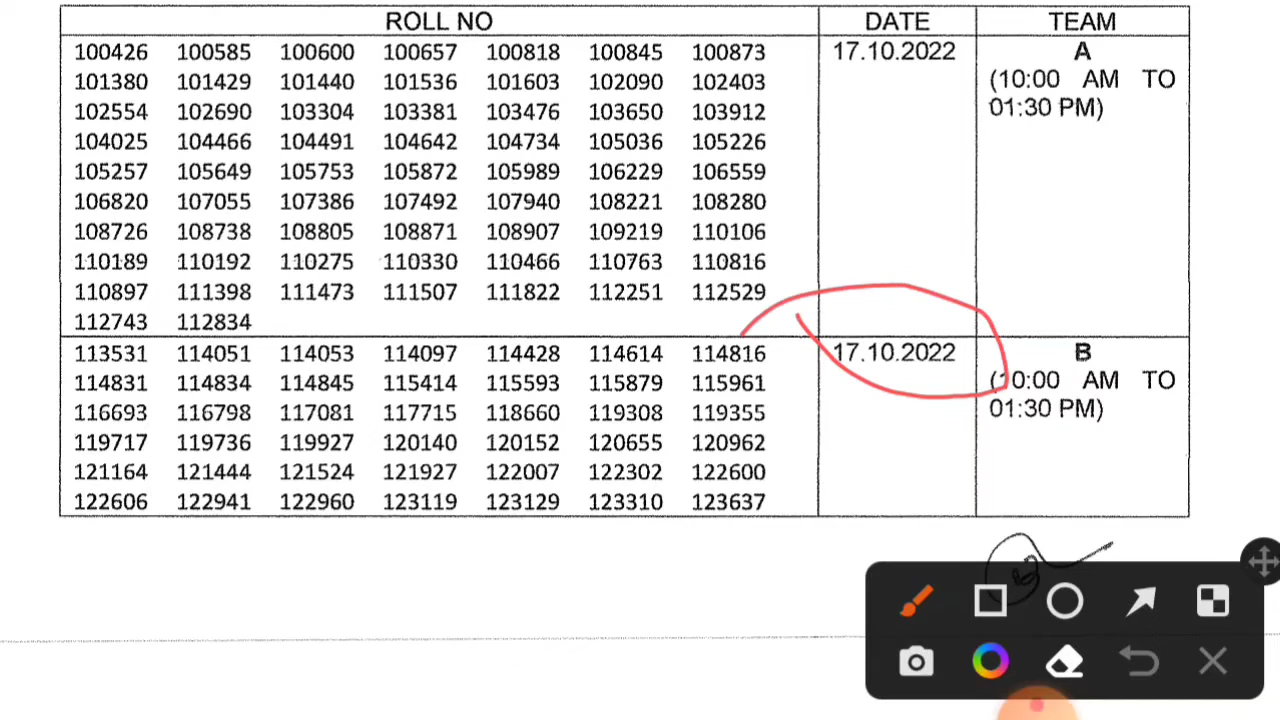 ROLL NO DATE TEAM
100426 100585 100600 100657 100818 100845 100873 17.10.2022 A
101380 101429 101440 101536 101603 102090 102403 (10:00 AM TO
102554 102690 103304 103381 103476 103650 103912 01:30 PM)
104025 104466 104491 104642 104734 105036 105226
105257 105649 105753 105872 105989 106229 106559
106820 107055 107386 107492 107940 108221 108280
108726 108738 108805 108871 108907 109219 110106
110189 110192 110275 110330 110466 110763 110816
110897 111398 111473 111507 111822 112251 112529
112743 112834
113531 114051 114053 114097 114428 114614 114816 17.10.2022 B
114831 114834 114845 115414 115593 115879 115961 (10:00 AM TO
116693 116798 117081 117715 118660 119308 119355 01:30 PM)
119717 119736 119927 120140 120152 120655 120962
121164 121444 121524 121927 122007 122302 122600
122606 122941 122960 123119 123129 123310 123637